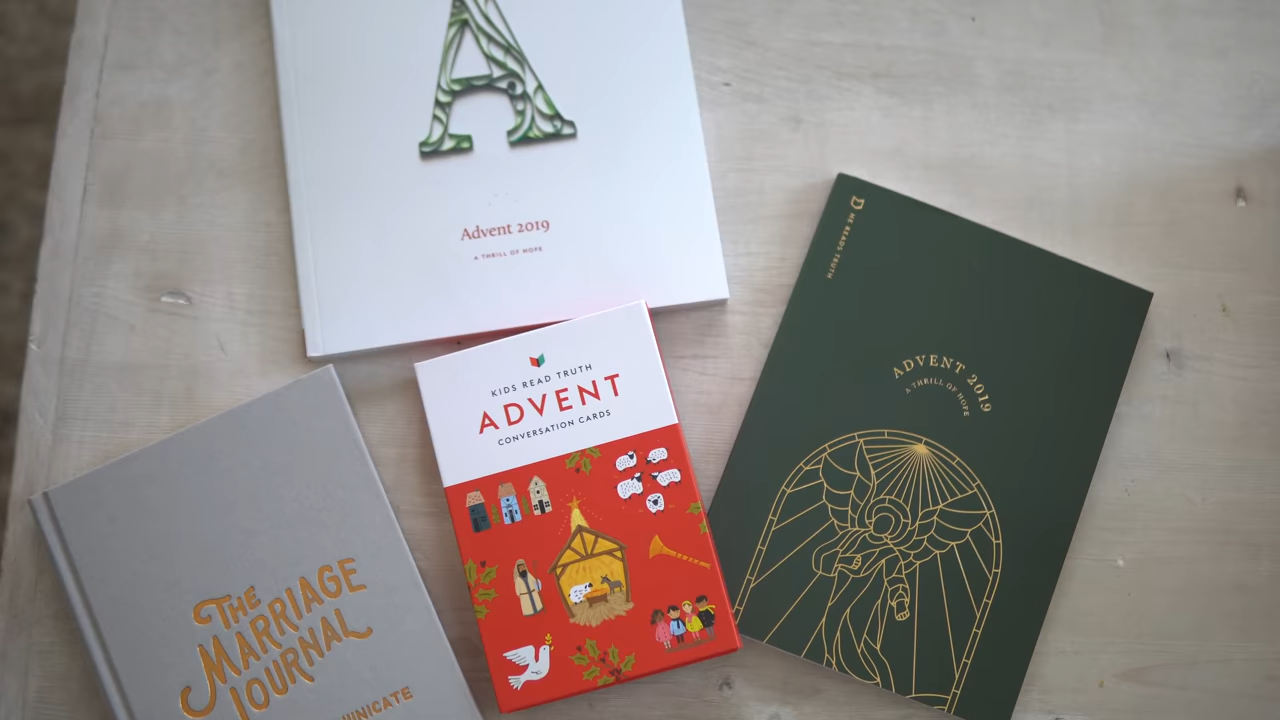 A
Advent 2019
A THRILL OF HOPE
HE READS TRUTH
ADVENT 2019
A THRILL OF HOPE
KIDS READ TRUTH
ADVENT
CONVERSATION CARDS
THE
MARRIAGE
JOURNAL